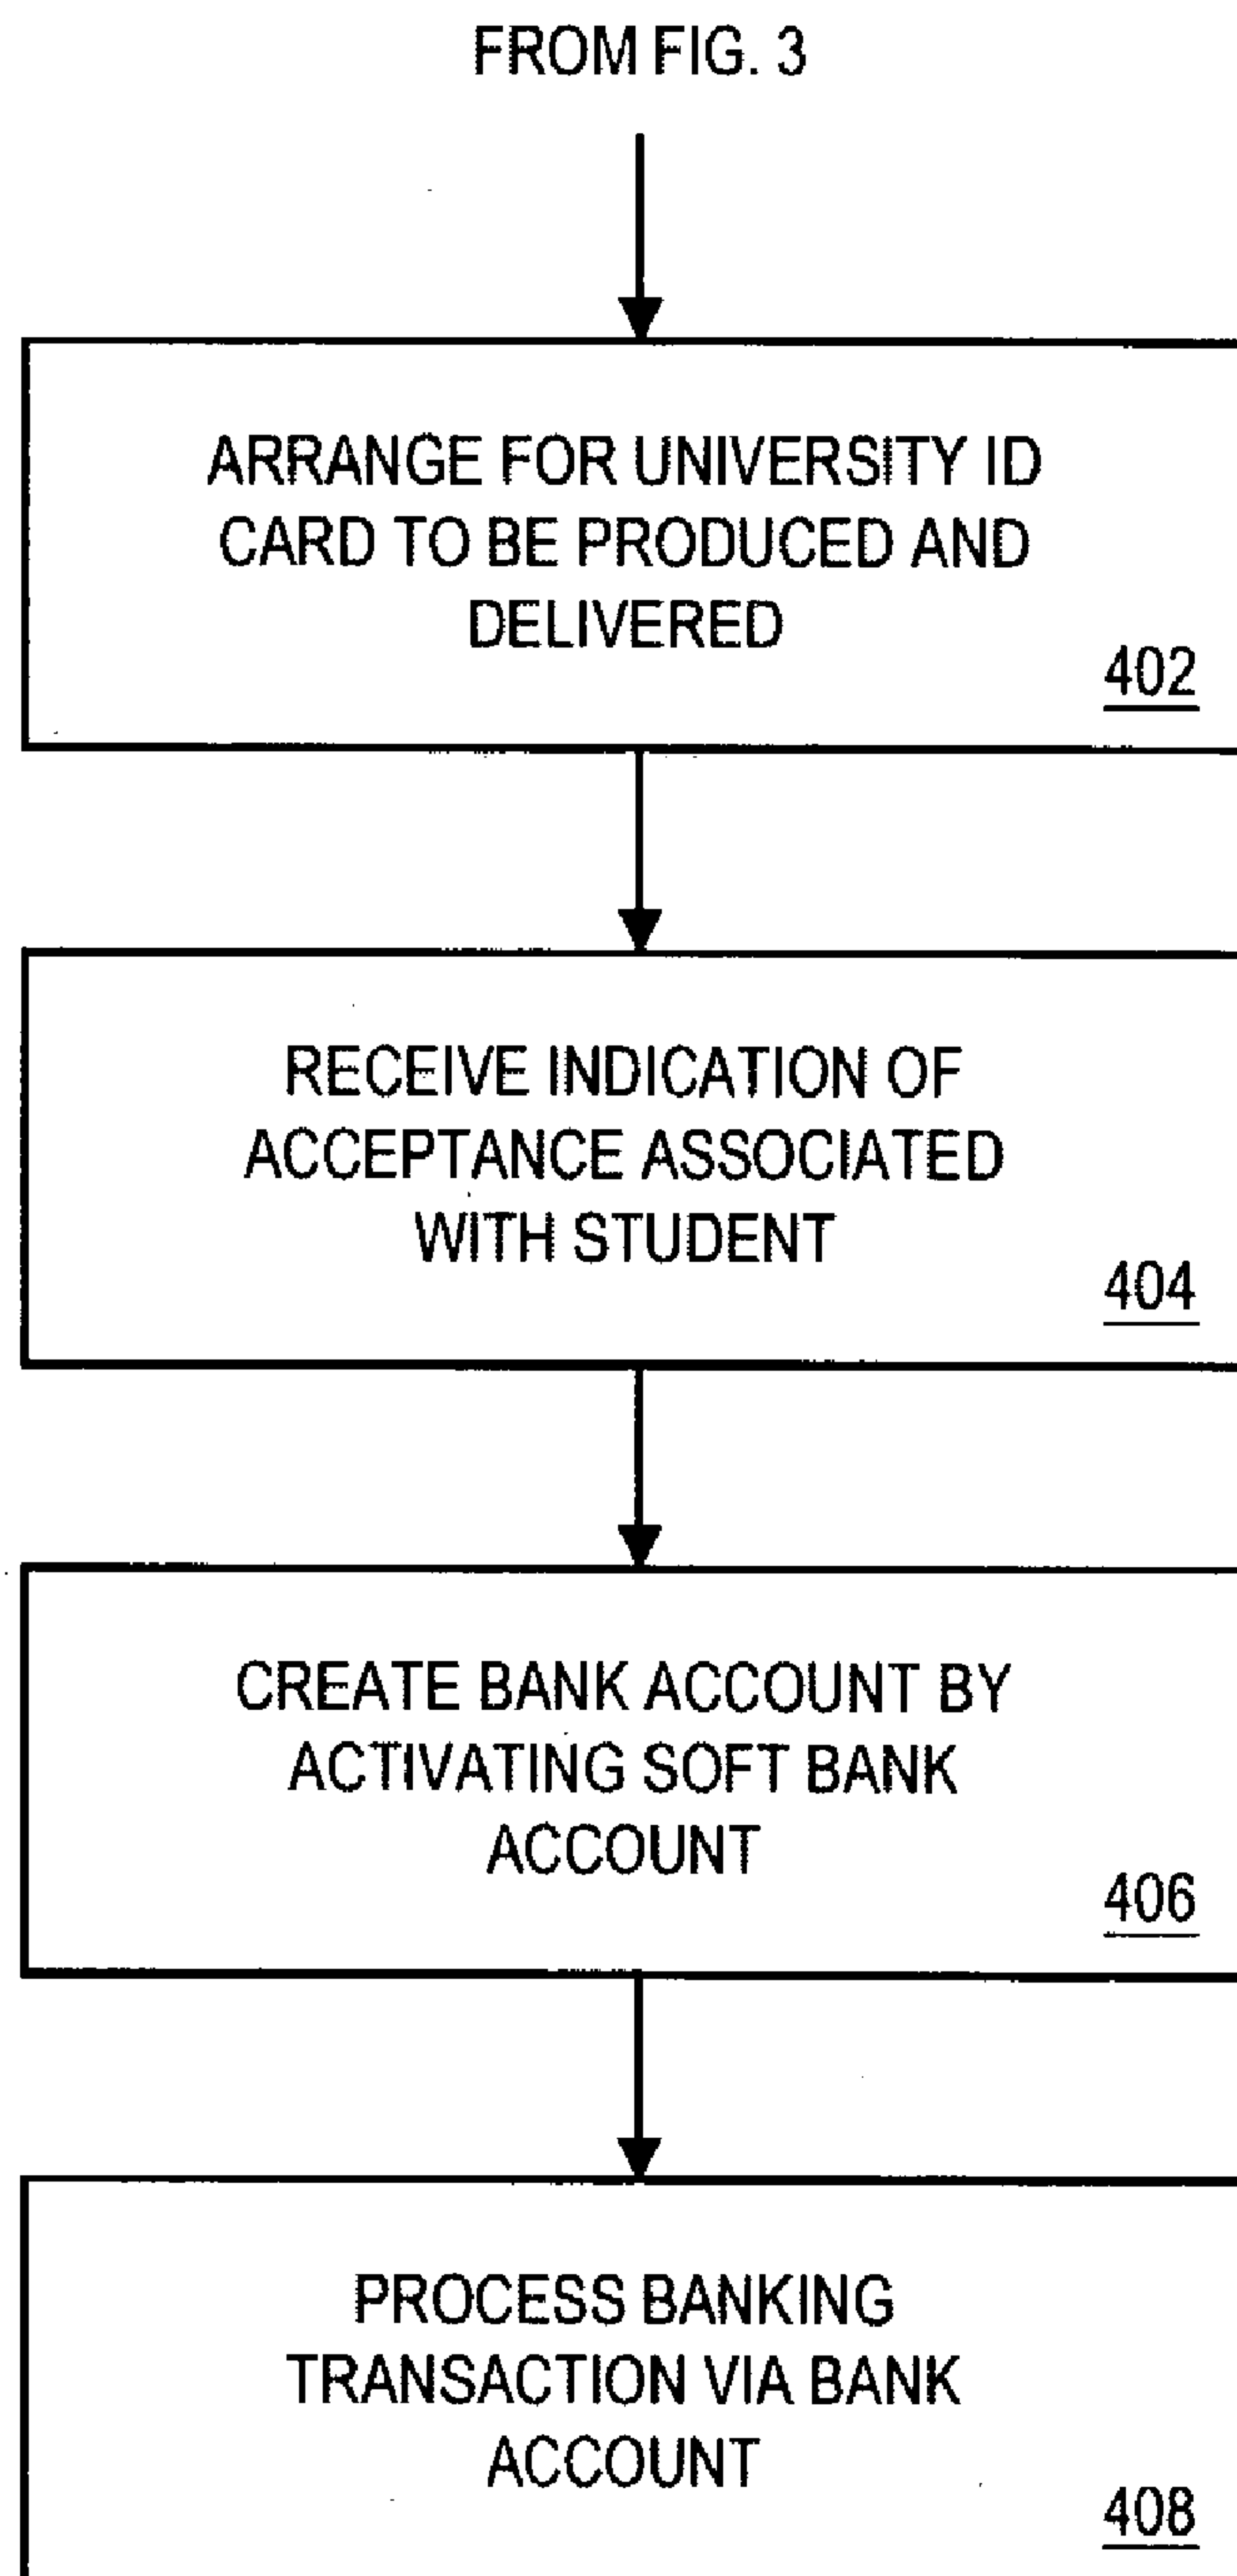 FROM FIG. 3
ARRANGE FOR UNIVERSITY ID
CARD TO BE PRODUCED AND
DELIVERED
402
RECEIVE INDICATION OF
ACCEPTANCE ASSOCIATED
WITH STUDENT
404
CREATE BANK ACCOUNT BY
ACTIVATING SOFT BANK
ACCOUNT
406
PROCESS BANKING
TRANSACTION VIA BANK
ACCOUNT
408